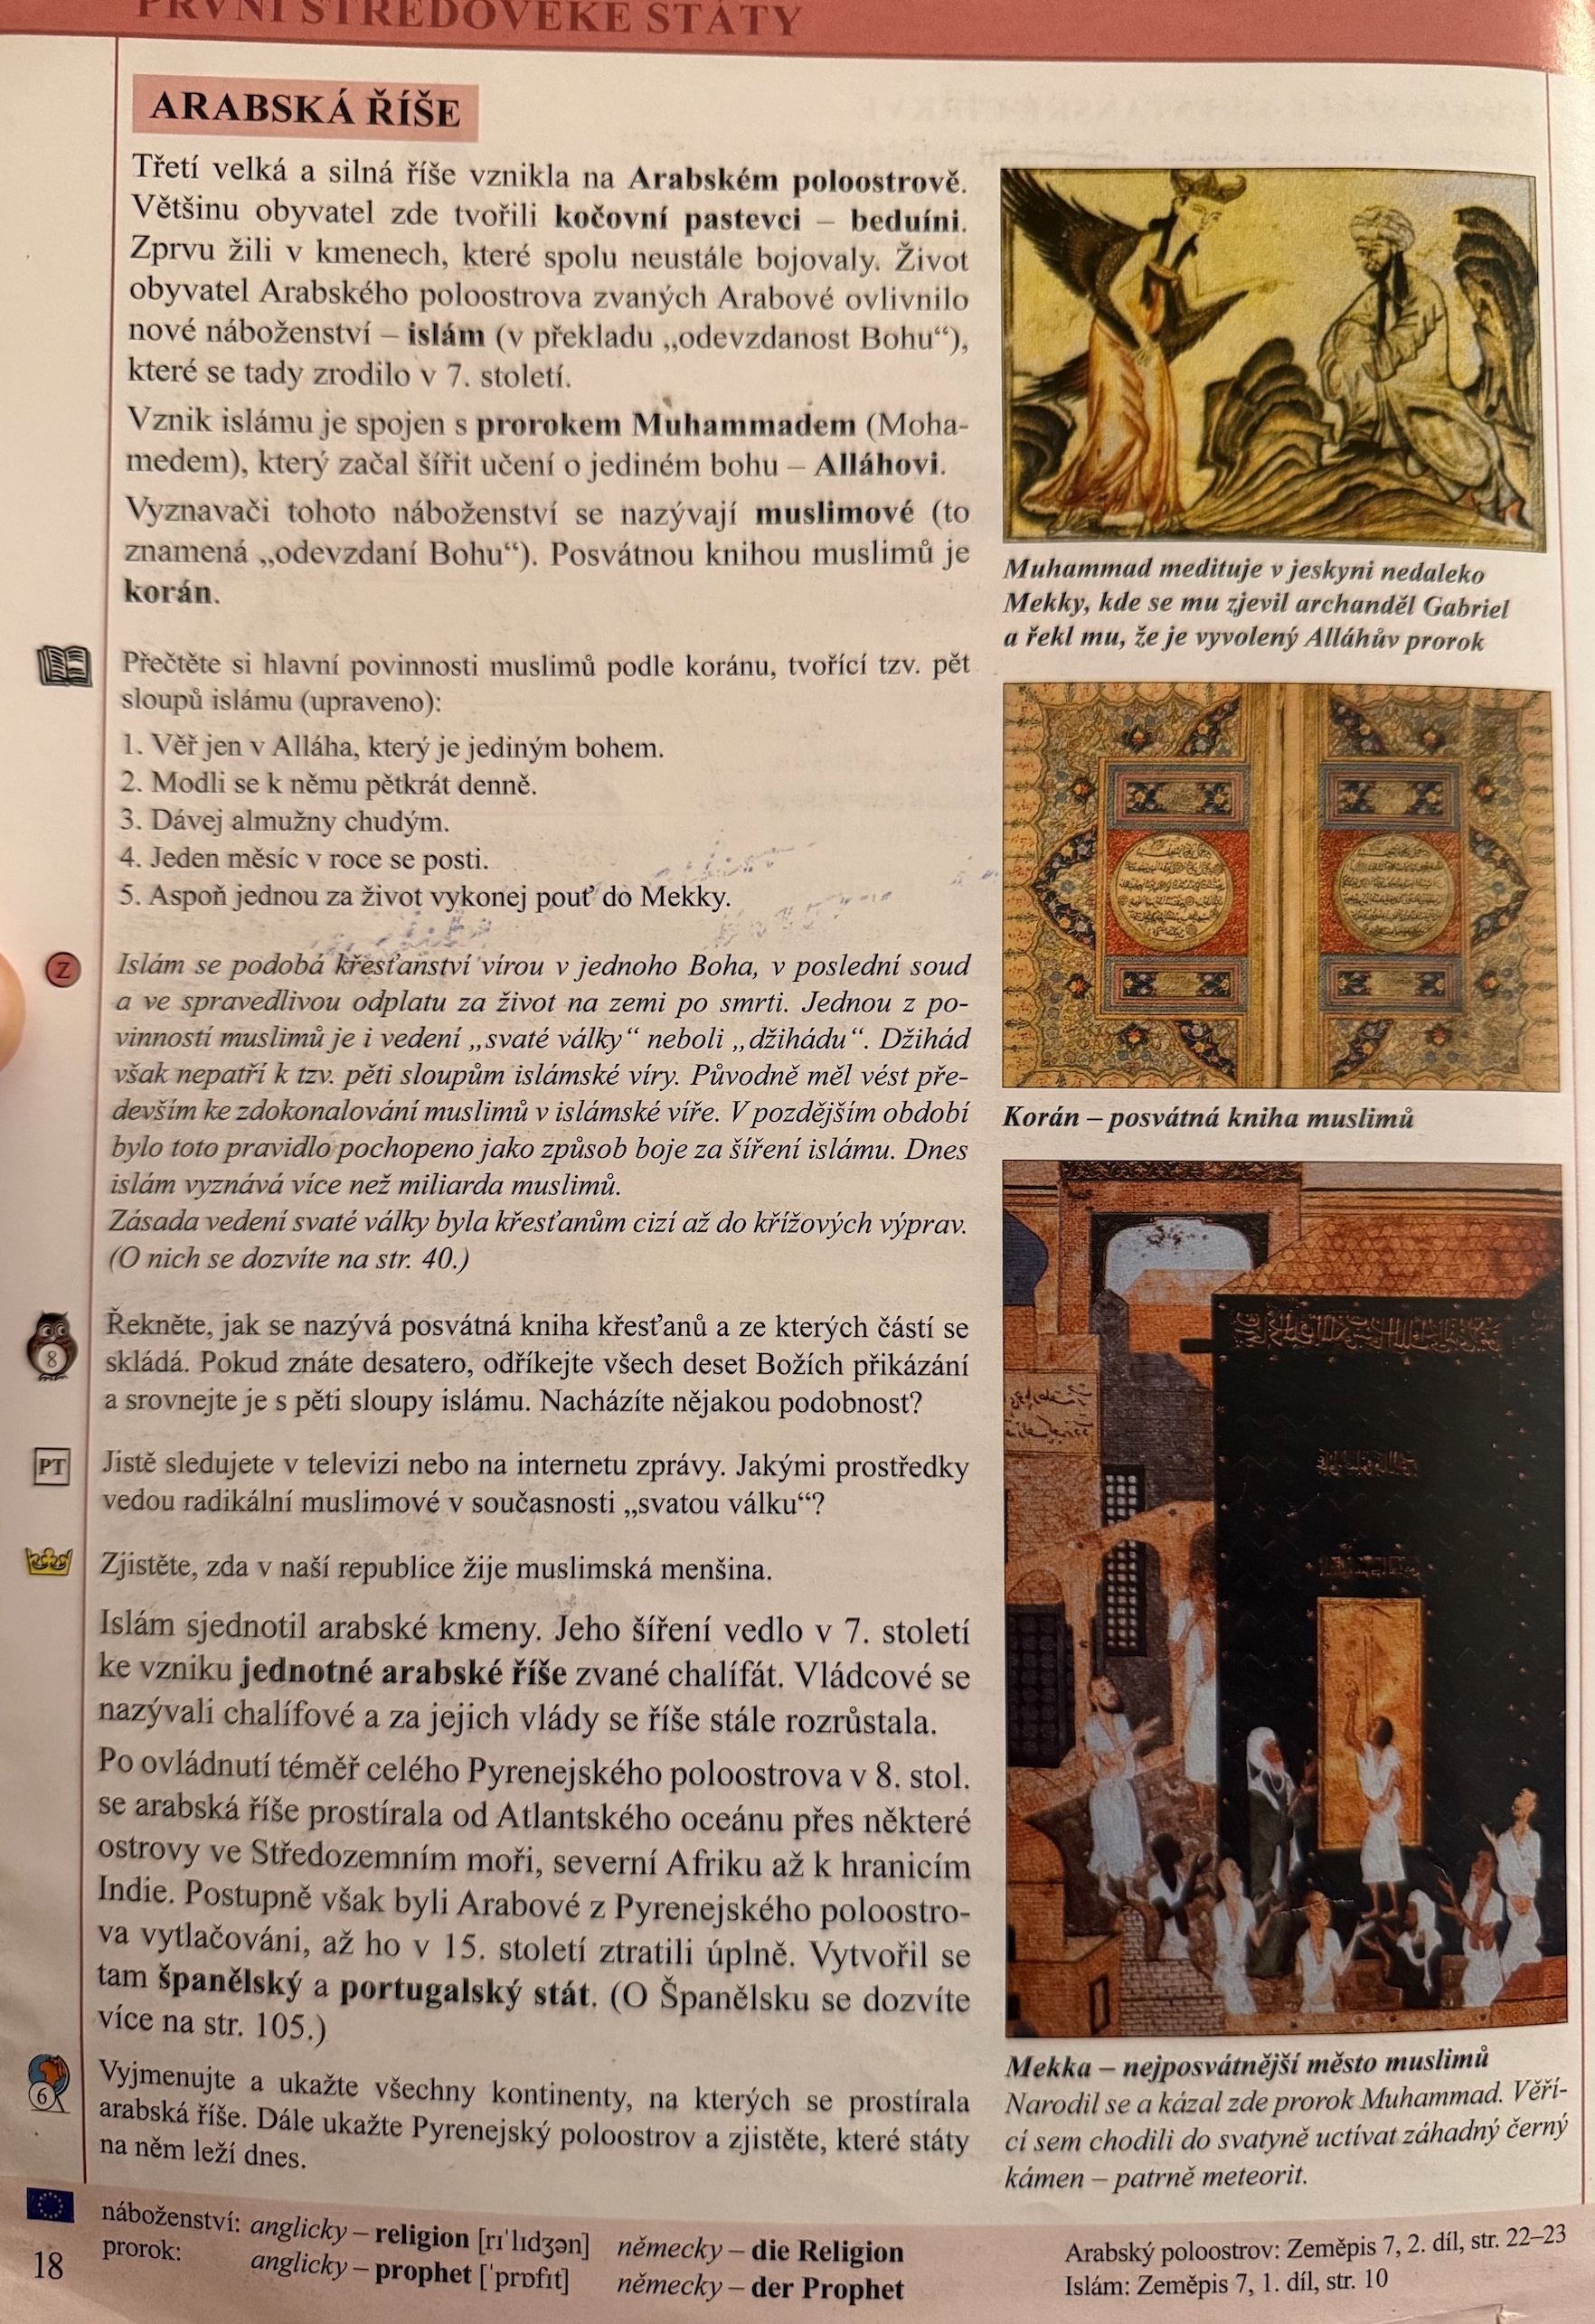 PRVNÍ STŘEDOVĚKÉ STÁTY
ARABSKÁ ŘÍŠE
Třetí velká a silná říše vznikla na Arabském poloostrově.
Většinu obyvatel zde tvořili kočovní pastevci – beduíni.
Zprvu žili v kmenech, které spolu neustále bojovaly. Život
obyvatel Arabského poloostrova zvaných Arabové ovlivnilo
nové náboženství – islám (v překladu „odevzdanost Bohu“),
které se tady zrodilo v 7. století.
Vznik islámu je spojen s prorokem Muhammadem (Moha-
medem), který začal šířit učení o jediném bohu – Alláhovi.
Vyznavači tohoto náboženství se nazývají muslimové (to
znamená „odevzdaní Bohu“). Posvátnou knihou muslimů je
korán.
Přečtěte si hlavní povinnosti muslimů podle koránu, tvořící tzv. pět
sloupů islámu (upraveno):
1. Věř jen v Alláha, který je jediným bohem.
2. Modli se k němu pětkrát denně.
3. Dávej almužny chudým.
4. Jeden měsíc v roce se posti.
5. Aspoň jednou za život vykonej pouť do Mekky.
Z
Islám se podobá křesťanství vírou v jednoho Boha, v poslední soud
a ve spravedlivou odplatu za život na zemi po smrti. Jednou z po-
vinností muslimů je i vedení „svaté války“ neboli „džihádu“. Džihád
však nepatří k tzv. pěti sloupům islámské víry. Původně měl vést pře-
devším ke zdokonalování muslimů v islámské víře. V pozdějším období
bylo toto pravidlo pochopeno jako způsob boje za šíření islámu. Dnes
islám vyznává více než miliarda muslimů.
Zásada vedení svaté války byla křesťanům cizí až do křížových výprav.
(O nich se dozvíte na str. 40.)
8
Řekněte, jak se nazývá posvátná kniha křesťanů a ze kterých částí se
skládá. Pokud znáte desatero, odříkejte všech deset Božích přikázání
a srovnejte je s pěti sloupy islámu. Nacházíte nějakou podobnost?
PT
Jistě sledujete v televizi nebo na internetu zprávy. Jakými prostředky
vedou radikální muslimové v současnosti „svatou válku“?
Zjistěte, zda v naší republice žije muslimská menšina.
Islám sjednotil arabské kmeny. Jeho šíření vedlo v 7. století
ke vzniku jednotné arabské říše zvané chalífát. Vládcové se
nazývali chalífové a za jejich vlády se říše stále rozrůstala.
Po ovládnutí téměř celého Pyrenejského poloostrova v 8. stol.
se arabská říše prostírala od Atlantského oceánu přes některé
ostrovy ve Středozemním moři, severní Afriku až k hranicím
Indie. Postupně však byli Arabové z Pyrenejského poloostro-
va vytlačováni, až ho v 15. století ztratili úplně. Vytvořil se
tam španělský a portugalský stát. (O Španělsku se dozvíte
více na str. 105.)
6
Vyjmenujte a ukažte všechny kontinenty, na kterých se prostírala
arabská říše. Dále ukažte Pyrenejský poloostrov a zjistěte, které státy
na něm leží dnes.
Muhammad medituje v jeskyni nedaleko
Mekky, kde se mu zjevil archanděl Gabriel
a řekl mu, že je vyvolený Alláhův prorok
Korán – posvátná kniha muslimů
Mekka – nejposvátnější město muslimů
Narodil se a kázal zde prorok Muhammad. Věří-
cí sem chodili do svatyně uctívat záhadný černý
kámen – patrně meteorit.
náboženství: anglicky – religion [rɪˈlɪdʒən] německy – die Religion
prorok: anglicky – prophet [ˈprɒfɪt] německy – der Prophet
Arabský poloostrov: Zeměpis 7, 2. díl, str. 22–23
Islám: Zeměpis 7, 1. díl, str. 10
18